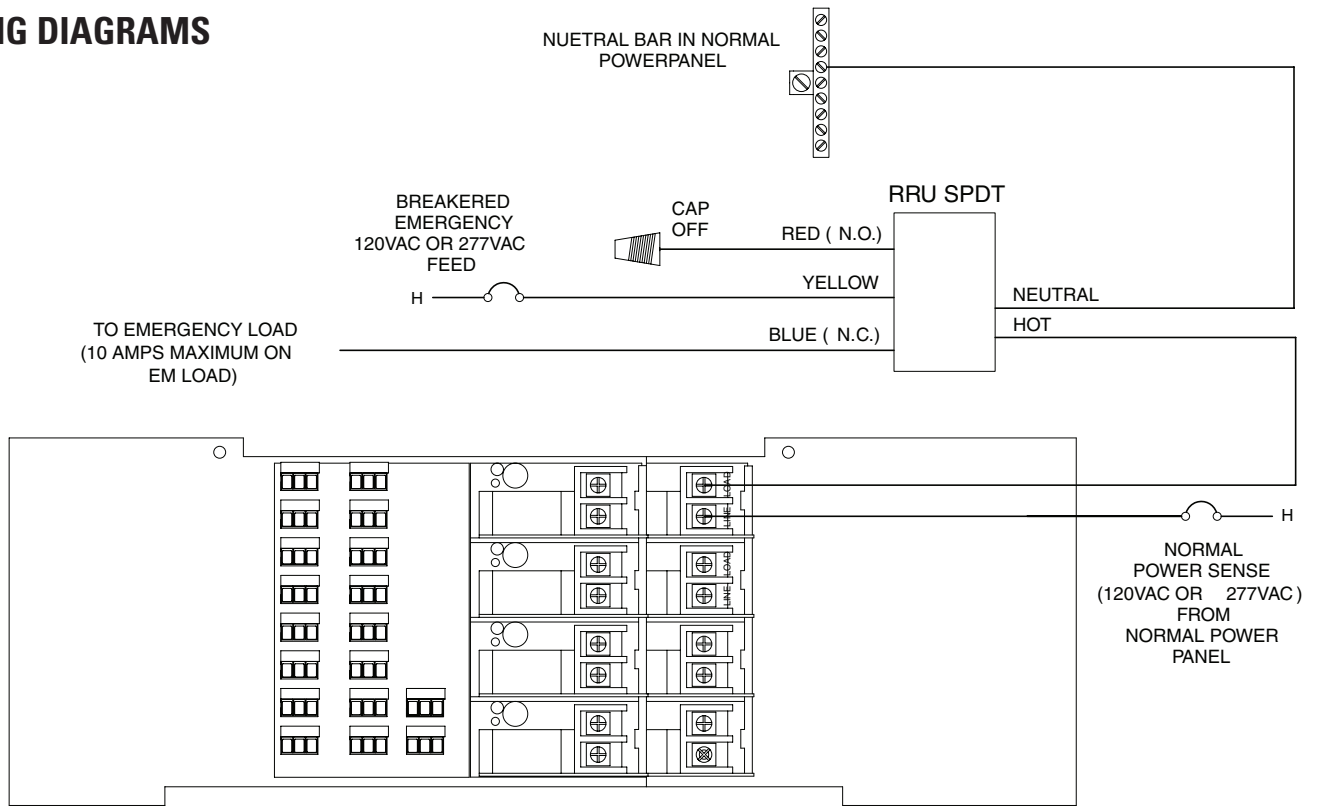 NG DIAGRAMS
NUETRAL BAR IN NORMAL
POWERPANEL
RRU SPDT
BREAKERED
EMERGENCY
120VAC OR 277VAC
FEED
CAP
OFF
RED ( N.O.)
YELLOW
H
NEUTRAL
HOT
TO EMERGENCY LOAD
(10 AMPS MAXIMUM ON
EM LOAD)
BLUE ( N.C.)
LOAD
LINE
H
LOAD
LINE
NORMAL
POWER SENSE
(120VAC OR 277VAC )
FROM
NORMAL POWER
PANEL